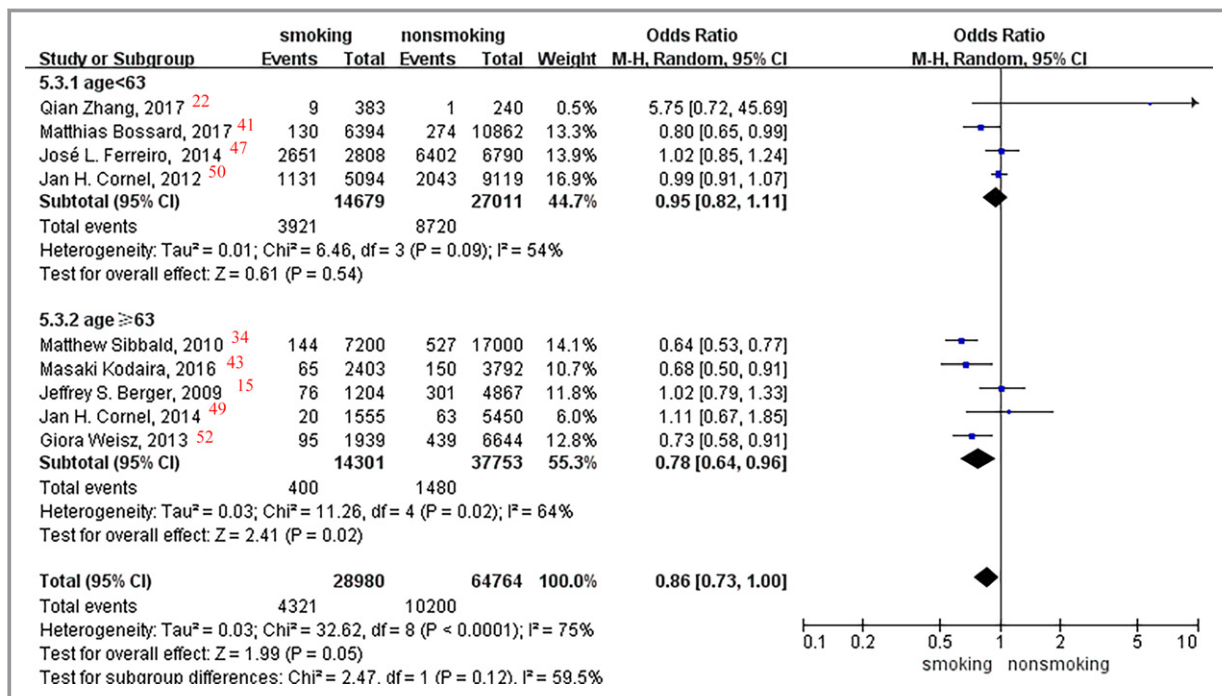 smoking nonsmoking Odds Ratio Odds Ratio
Study or Subgroup Events Total Events Total Weight M-H, Random, 95% CI M-H, Random, 95% CI
5.3.1 age<63
Qian Zhang, 2017 22 9 383 1 240 0.5% 5.75 [0.72, 45.69]
Matthias Bossard, 2017 41 130 6394 274 10862 13.3% 0.80 [0.65, 0.99]
José L. Ferreiro, 2014 47 2651 2808 6402 6790 13.9% 1.02 [0.85, 1.24]
Jan H. Cornel, 2012 50 1131 5094 2043 9119 16.9% 0.99 [0.91, 1.07]
Subtotal (95% CI) 14679 27011 44.7% 0.95 [0.82, 1.11]
Total events 3921 8720
Heterogeneity: Tau² = 0.01; Chi² = 6.46, df = 3 (P = 0.09); I² = 54%
Test for overall effect: Z = 0.61 (P = 0.54)
5.3.2 age ≥63
Matthew Sibbald, 2010 34 144 7200 527 17000 14.1% 0.64 [0.53, 0.77]
Masaki Kodaira, 2016 43 65 2403 150 3792 10.7% 0.68 [0.50, 0.91]
Jeffrey S. Berger, 2009 15 76 1204 301 4867 11.8% 1.02 [0.79, 1.33]
Jan H. Cornel, 2014 49 20 1555 63 5450 6.0% 1.11 [0.67, 1.85]
Giora Weisz, 2013 52 95 1939 439 6644 12.8% 0.73 [0.58, 0.91]
Subtotal (95% CI) 14301 37753 55.3% 0.78 [0.64, 0.96]
Total events 400 1480
Heterogeneity: Tau² = 0.03; Chi² = 11.26, df = 4 (P = 0.02); I² = 64%
Test for overall effect: Z = 2.41 (P = 0.02)
Total (95% CI) 28980 64764 100.0% 0.86 [0.73, 1.00]
Total events 4321 10200
Heterogeneity: Tau² = 0.03; Chi² = 32.62, df = 8 (P < 0.0001); I² = 75%
Test for overall effect: Z = 1.99 (P = 0.05)
Test for subgroup differences: Chi² = 2.47, df = 1 (P = 0.12), I² = 59.5%
0.1 0.2 0.5 1 2 5 10
smoking nonsmoking